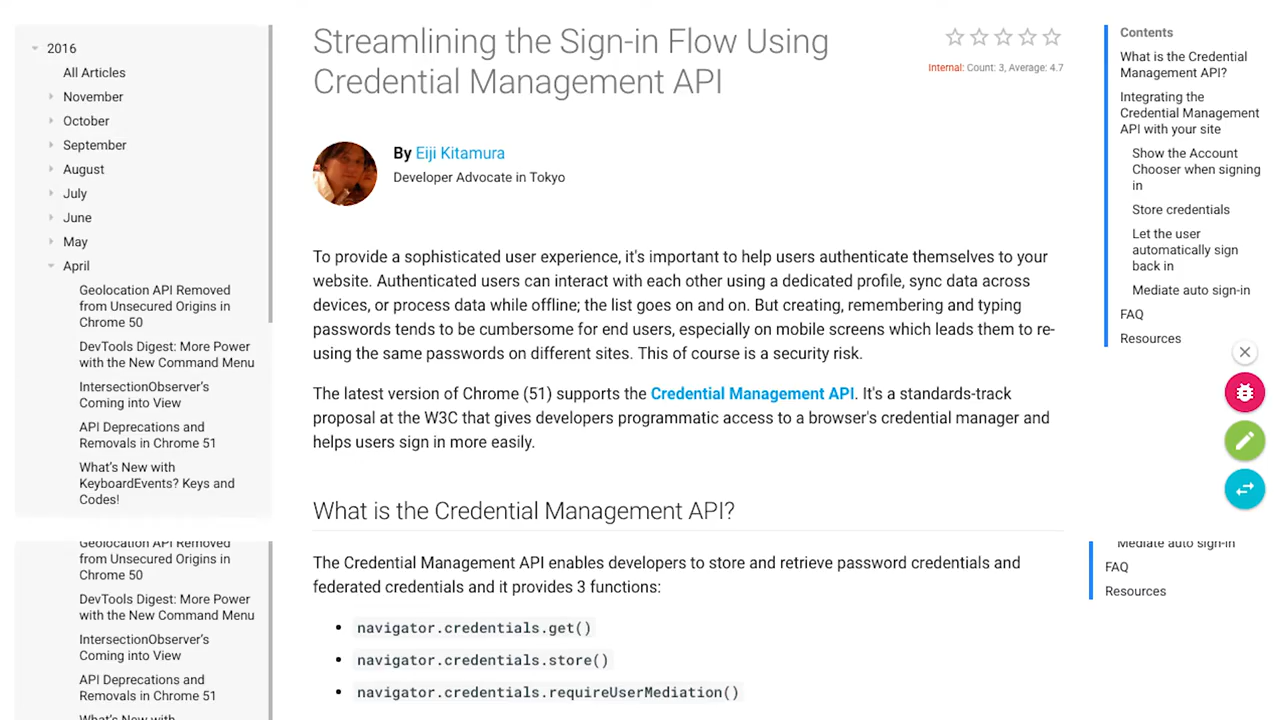 2016
All Articles
November
October
September
August
July
June
May
April
Geolocation API Removed
from Unsecured Origins in
Chrome 50
DevTools Digest: More Power
with the New Command Menu
IntersectionObserver's
Coming into View
API Deprecations and
Removals in Chrome 51
What's New with
KeyboardEvents? Keys and
Codes!
Geolocation API Removed
from Unsecured Origins in
Chrome 50
DevTools Digest: More Power
with the New Command Menu
IntersectionObserver's
Coming into View
API Deprecations and
Removals in Chrome 51
What's New with
Streamlining the Sign-in Flow Using
Credential Management API
Internal: Count: 3, Average: 4.7
By Eiji Kitamura
Developer Advocate in Tokyo
To provide a sophisticated user experience, it's important to help users authenticate themselves to your
website. Authenticated users can interact with each other using a dedicated profile, sync data across
devices, or process data while offline; the list goes on and on. But creating, remembering and typing
passwords tends to be cumbersome for end users, especially on mobile screens which leads them to re-
using the same passwords on different sites. This of course is a security risk.
The latest version of Chrome (51) supports the Credential Management API. It's a standards-track
proposal at the W3C that gives developers programmatic access to a browser's credential manager and
helps users sign in more easily.
What is the Credential Management API?
The Credential Management API enables developers to store and retrieve password credentials and
federated credentials and it provides 3 functions:
navigator.credentials.get()
navigator.credentials.store()
navigator.credentials.requireUserMediation()
Contents
What is the Credential
Management API?
Integrating the
Credential Management
API with your site
Show the Account
Chooser when signing
in
Store credentials
Let the user
automatically sign
back in
Mediate auto sign-in
FAQ
Resources
Mediate auto sign-in
FAQ
Resources